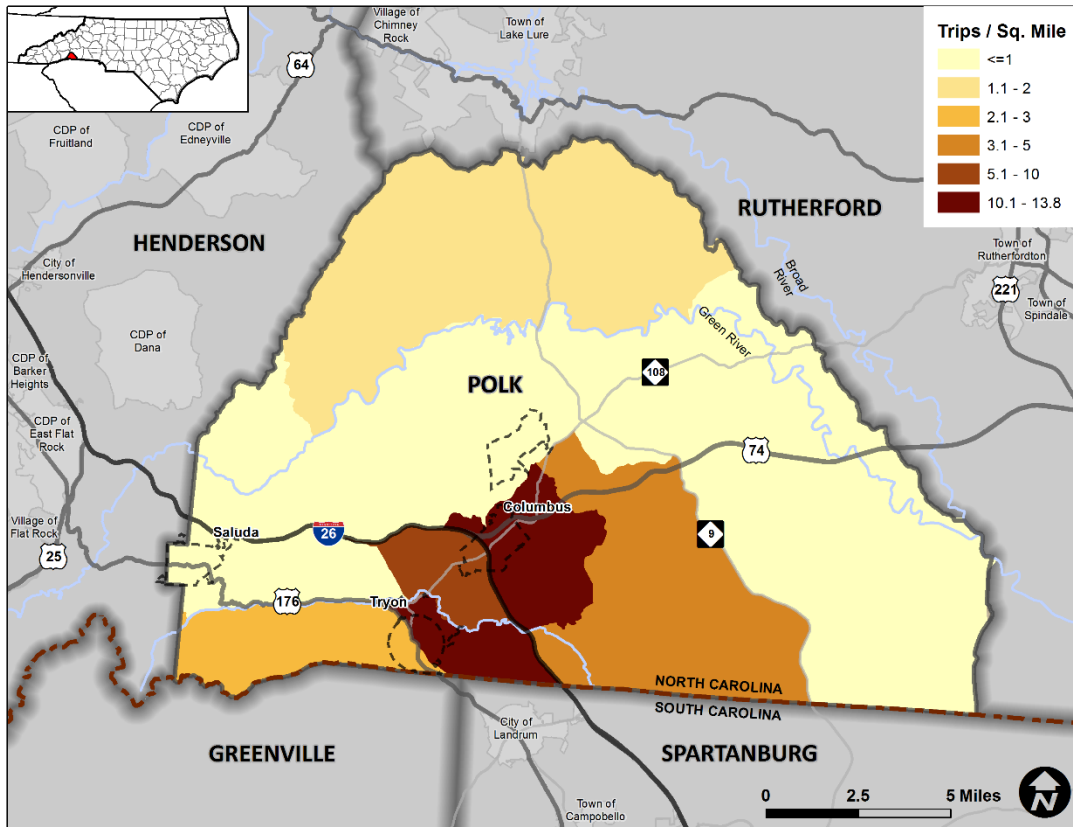 Village of
Chimney
Rock
Town of
Lake Lure
64
CDP of
Fruitland
CDP of
Edneyville
Trips / Sq. Mile
<=1
1.1 - 2
2.1 - 3
3.1 - 5
5.1 - 10
10.1 - 13.8
HENDERSON
RUTHERFORD
City of
Hendersonville
Town of
Rutherfordton
221
Town of
Spindale
Broad
River
Green River
CDP of
Dana
CDP of
Barker
Heights
POLK
108
CDP of
East Flat
Rock
74
Village of
Flat Rock
Saluda
26
Columbus
9
25
176
Tryon
NORTH CAROLINA
SOUTH CAROLINA
City of
Landrum
GREENVILLE
SPARTANBURG
0 2.5 5 Miles
N
Town of
Campobello